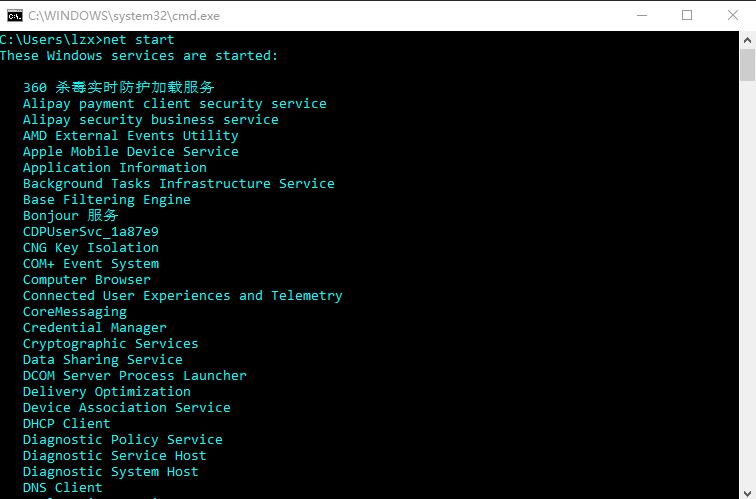 C:\WINDOWS\system32\cmd.exe
C:\Users\lzx>net start
These Windows services are started:
360 杀毒实时防护加载服务
Alipay payment client security service
Alipay security business service
AMD External Events Utility
Apple Mobile Device Service
Application Information
Background Tasks Infrastructure Service
Base Filtering Engine
Bonjour 服务
CDPUserSvc_1a87e9
CNG Key Isolation
COM+ Event System
Computer Browser
Connected User Experiences and Telemetry
CoreMessaging
Credential Manager
Cryptographic Services
Data Sharing Service
DCOM Server Process Launcher
Delivery Optimization
Device Association Service
DHCP Client
Diagnostic Policy Service
Diagnostic Service Host
Diagnostic System Host
DNS Client